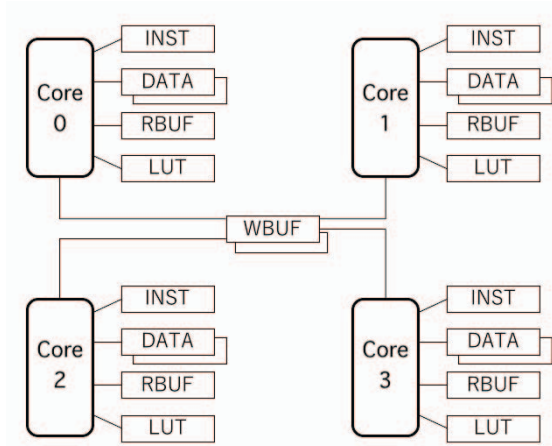 Core
0
INST
DATA
RBUF
LUT
Core
1
INST
DATA
RBUF
LUT
WBUF
Core
2
INST
DATA
RBUF
LUT
Core
3
INST
DATA
RBUF
LUT